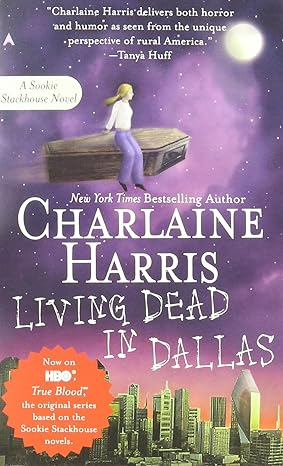 "Charlaine Harris delivers both horror
and humor as seen from the unique
perspective of rural America."
—Tanya Huff
A Sookie
Stackhouse Novel
New York Times Bestselling Author
CHARLAINE
HARRIS
LIVING DEAD
IN DALLAS
Now on
HBO®:
True Blood,™
the original series
based on the
Sookie Stackhouse
novels.